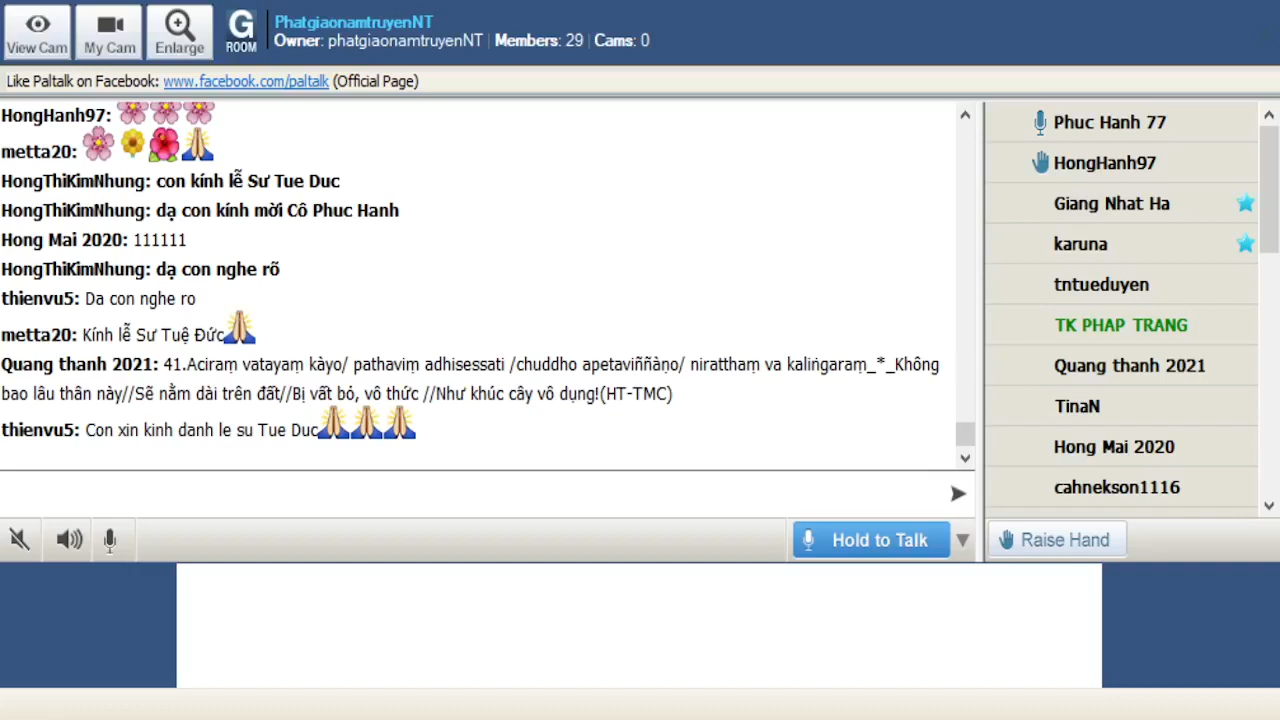 View Cam
My Cam
Enlarge
G
ROOM
PhatgiaonamtruyenNT
Owner: phatgiaonamtruyenNT | Members: 29 | Cams: 0
Like Paltalk on Facebook: www.facebook.com/paltalk (Official Page)
HongHanh97:
metta20:
HongThiKimNhung: con kính lễ Sư Tue Duc
HongThiKimNhung: dạ con kính mời Cô Phuc Hanh
Hong Mai 2020: 111111
HongThiKimNhung: dạ con nghe rõ
thienvu5: Da con nghe ro
metta20: Kính lễ Sư Tuệ Đức
Quang thanh 2021: 41.Aciraṃ vatayaṃ kàyo/ pathaviṃ adhisessati /chuddho apetaviññàṇo/ niratthaṃ va kaliṅgaraṃ_*_Không
bao lâu thân này//Sẽ nằm dài trên đất//Bị vất bỏ, vô thức //Như khúc cây vô dụng!(HT-TMC)
thienvu5: Con xin kinh danh le su Tue Duc
Phuc Hanh 77
HongHanh97
Giang Nhat Ha
karuna
tntueduyen
TK PHAP TRANG
Quang thanh 2021
TinaN
Hong Mai 2020
cahnekson1116
Hold to Talk
Raise Hand